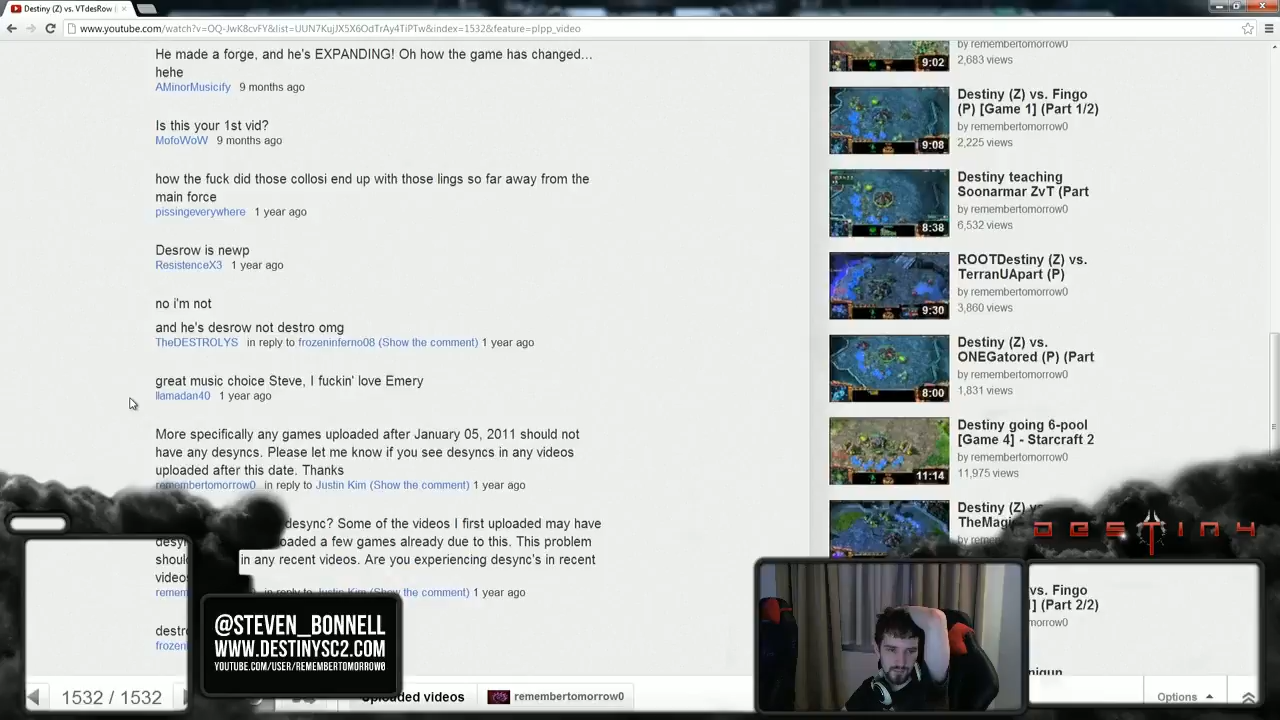 Destiny (Z) vs. VTdesRow
www.youtube.com/watch?v=OQ-JwK8cvFY&list=UUN7KujJX5X6OdTrAy4TiPTw&index=1532&feature=plpp_video
He made a forge, and he's EXPANDING! Oh how the game has changed...
hehe
AMinorMusicify 9 months ago
Is this your 1st vid?
MofoWoW 9 months ago
how the fuck did those collosi end up with those lings so far away from the
main force
pissingeverywhere 1 year ago
Desrow is newp
ResistenceX3 1 year ago
no i'm not
and he's desrow not destro omg
TheDESTROLYS in reply to frozeninferno08 (Show the comment) 1 year ago
great music choice Steve, I fuckin' love Emery
llamadan40 1 year ago
More specifically any games uploaded after January 05, 2011 should not
have any desyncs. Please let me know if you see desyncs in any videos
uploaded after this date. Thanks
remembertomorrow0 in reply to Justin Kim (Show the comment) 1 year ago
desync? Some of the videos I first uploaded may have
a few games already due to this. This problem
in any recent videos. Are you experiencing desync's in recent
in reply to Justin Kim (Show the comment) 1 year ago
by remembertomorrow0
2,683 views
9:02
Destiny (Z) vs. Fingo
(P) [Game 1] (Part 1/2)
by remembertomorrow0
2,225 views
9:08
Destiny teaching
Soonarmar ZvT (Part
by remembertomorrow0
6,532 views
8:38
ROOTDestiny (Z) vs.
TerranUApart (P)
by remembertomorrow0
3,860 views
9:30
Destiny (Z) vs.
ONEGatored (P) (Part
by remembertomorrow0
1,831 views
8:00
Destiny going 6-pool
[Game 4] - Starcraft 2
by remembertomorrow0
11,975 views
11:14
Destiny (Z)
vs. Fingo
(Part 2/2)
DESTINY
@STEVEN_BONNELL
WWW.DESTINYSC2.COM
YOUTUBE.COM/USER/REMEMBERTOMORROW0
1532 / 1532
Uploaded videos
remembertomorrow0
Options